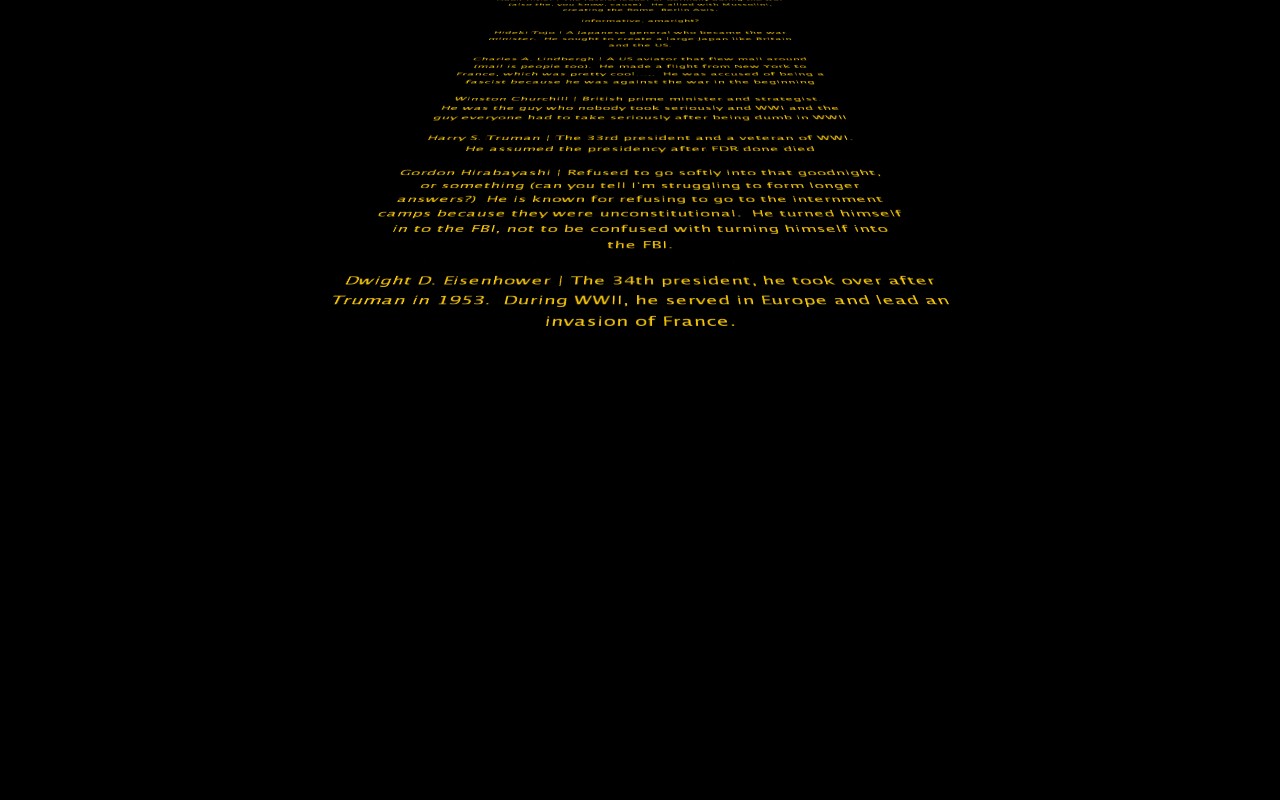 (also the, you know, cause). He allied with Mussolini,
creating the Rome Berlin Axis.
Informative, amaright?
Hideki Tojo | A Japanese general who became the war
minister. He sought to create a large Japan like Britain
and the US.
Charles A. Lindbergh | A US aviator that flew mail around
(mail is people too). He made a flight from New York to
France, which was pretty cool ... He was accused of being a
fascist because he was against the war in the beginning
Winston Churchill | British prime minister and strategist.
He was the guy who nobody took seriously and WWI and the
guy everyone had to take seriously after being dumb in WWII
Harry S. Truman | The 33rd president and a veteran of WWI.
He assumed the presidency after FDR done died
Gordon Hirabayashi | Refused to go softly into that goodnight,
or something (can you tell I'm struggling to form longer
answers?) He is known for refusing to go to the internment
camps because they were unconstitutional. He turned himself
in to the FBI, not to be confused with turning himself into
the FBI.
Dwight D. Eisenhower | The 34th president, he took over after
Truman in 1953. During WWII, he served in Europe and lead an
invasion of France.